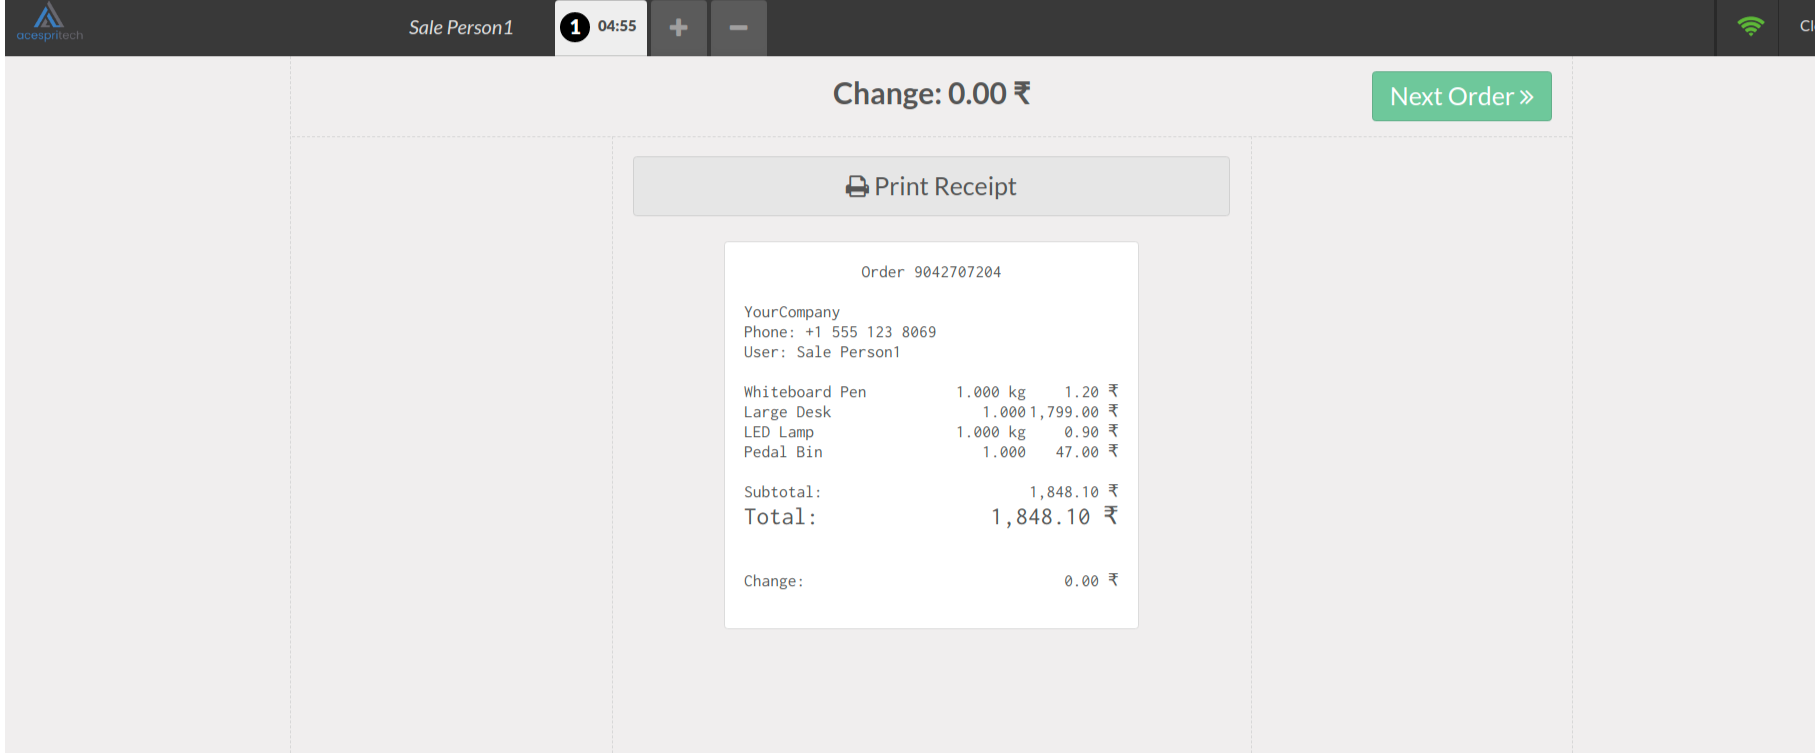 acespritech
Sale Person1
1 04:55
Change: 0.00 ₹
Next Order »
Print Receipt
Order 9042707204
YourCompany
Phone: +1 555 123 8069
User: Sale Person1
Whiteboard Pen 1.000 kg 1.20 ₹
Large Desk 1.000 1,799.00 ₹
LED Lamp 1.000 kg 0.90 ₹
Pedal Bin 1.000 47.00 ₹
Subtotal: 1,848.10 ₹
Total: 1,848.10 ₹
Change: 0.00 ₹